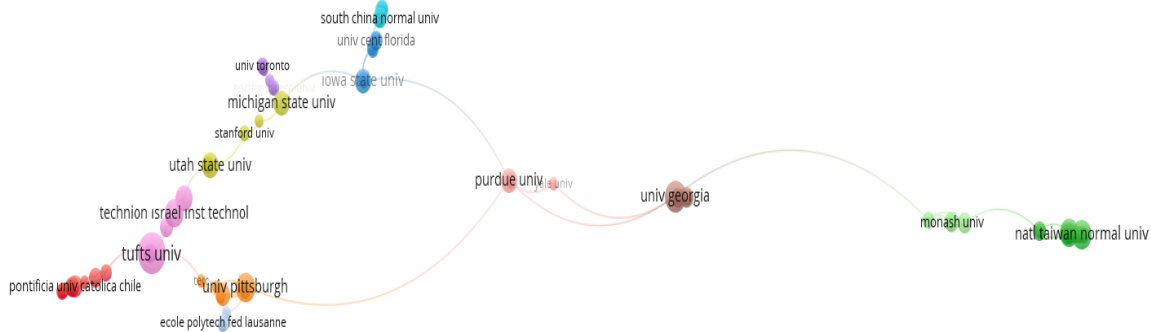 south china normal univ
univ cent florida
univ toronto
iowa state univ
michigan state univ
stanford univ
utah state univ
purdue univ
yale univ
univ georgia
technion israel inst technol
monash univ
natl taiwan normal univ
tufts univ
pontificia univ catolica chile
univ pittsburgh
ecole polytech fed lausanne